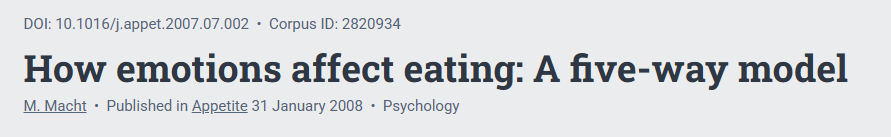 DOI: 10.1016/j.appet.2007.07.002 • Corpus ID: 2820934
How emotions affect eating: A five-way model
M. Macht • Published in Appetite 31 January 2008 • Psychology